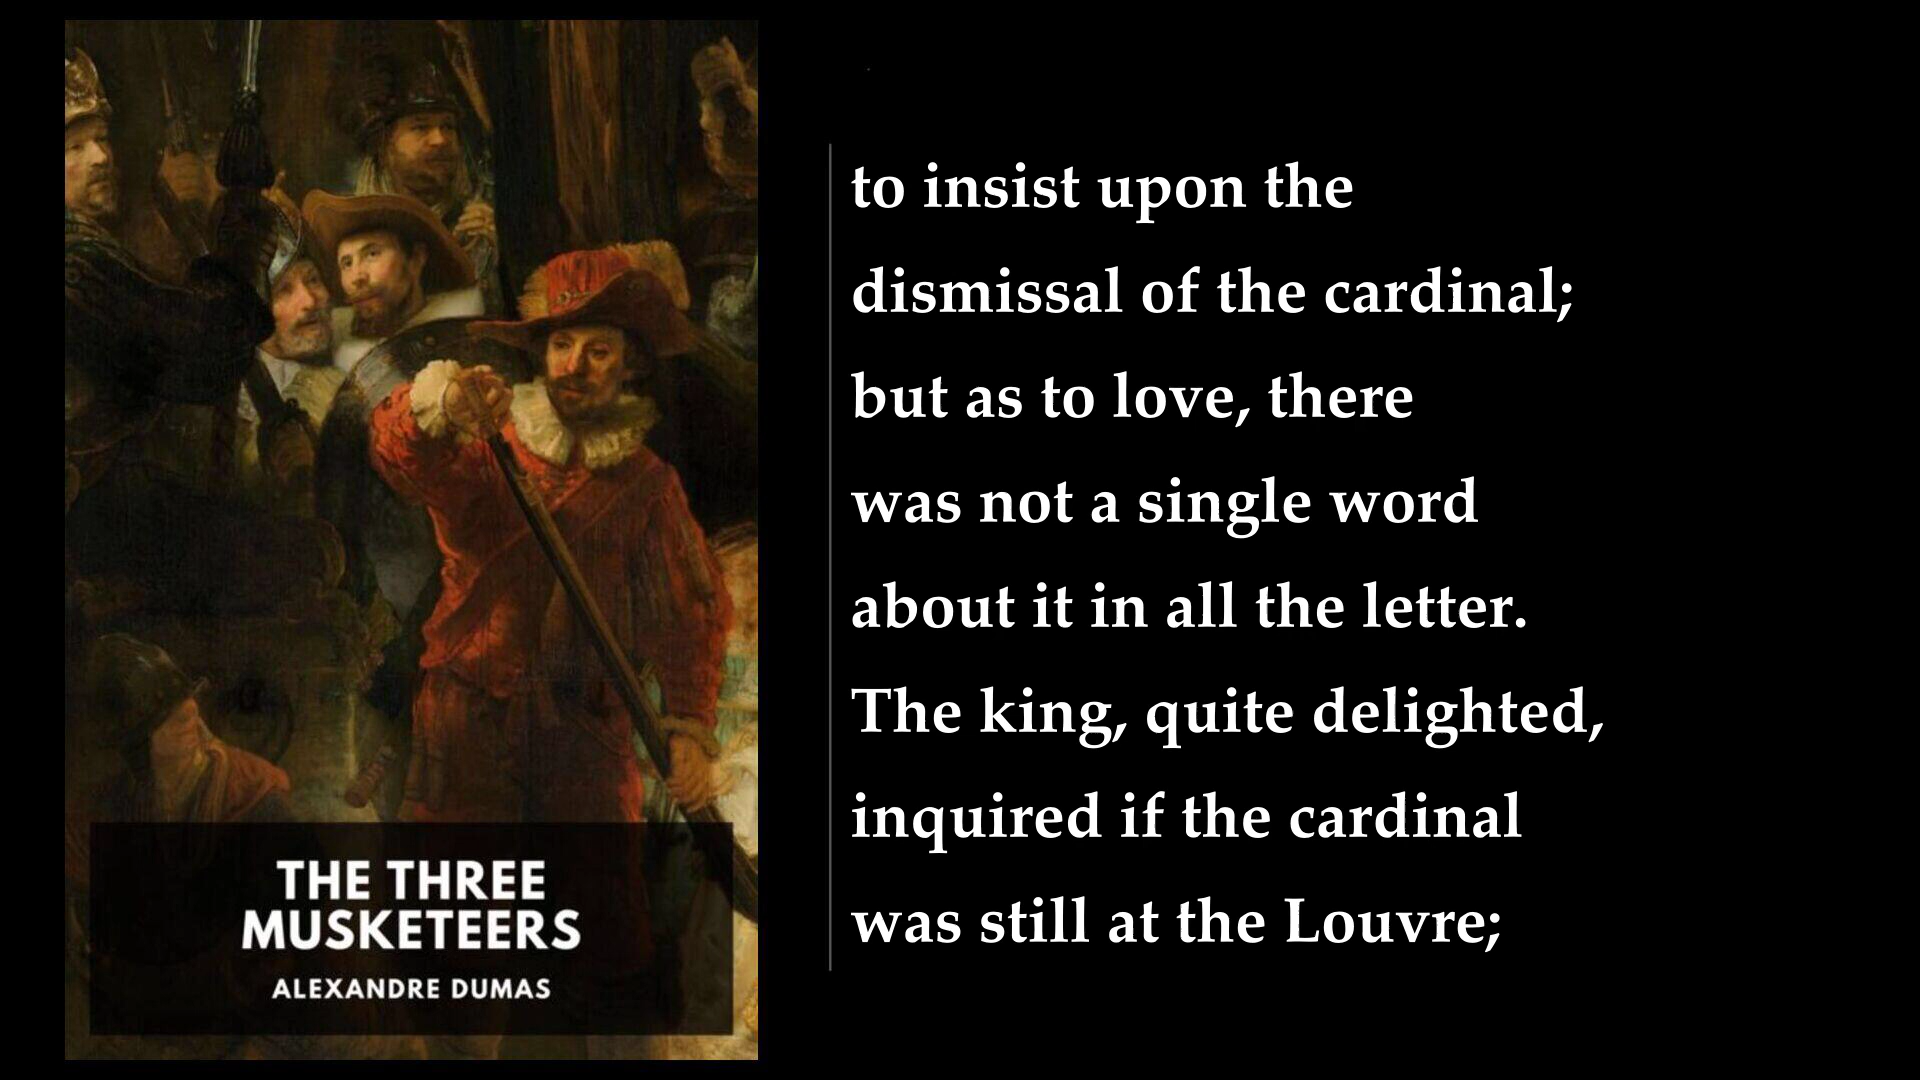 THE THREE
MUSKETEERS
ALEXANDRE DUMAS
to insist upon the
dismissal of the cardinal;
but as to love, there
was not a single word
about it in all the letter.
The king, quite delighted,
inquired if the cardinal
was still at the Louvre;